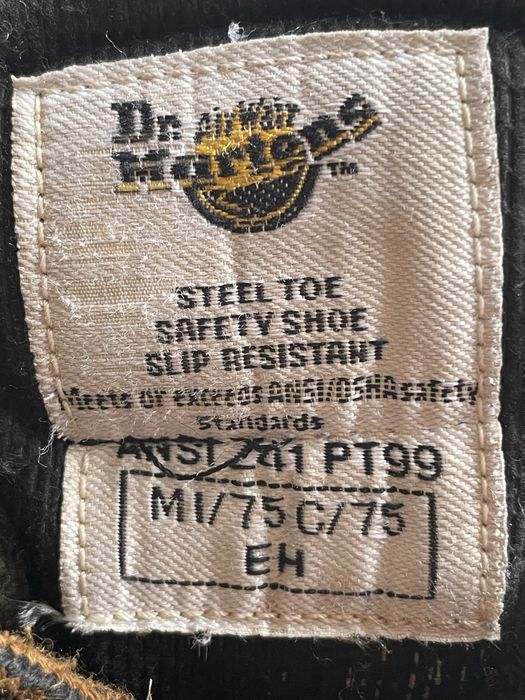 Dr. AirWair
Martens
™
STEEL TOE
SAFETY SHOE
SLIP RESISTANT
Meets or exceeds ANSI/OSHA safety
standards
ANSI Z41 PT99
MI/75 C/75
EH